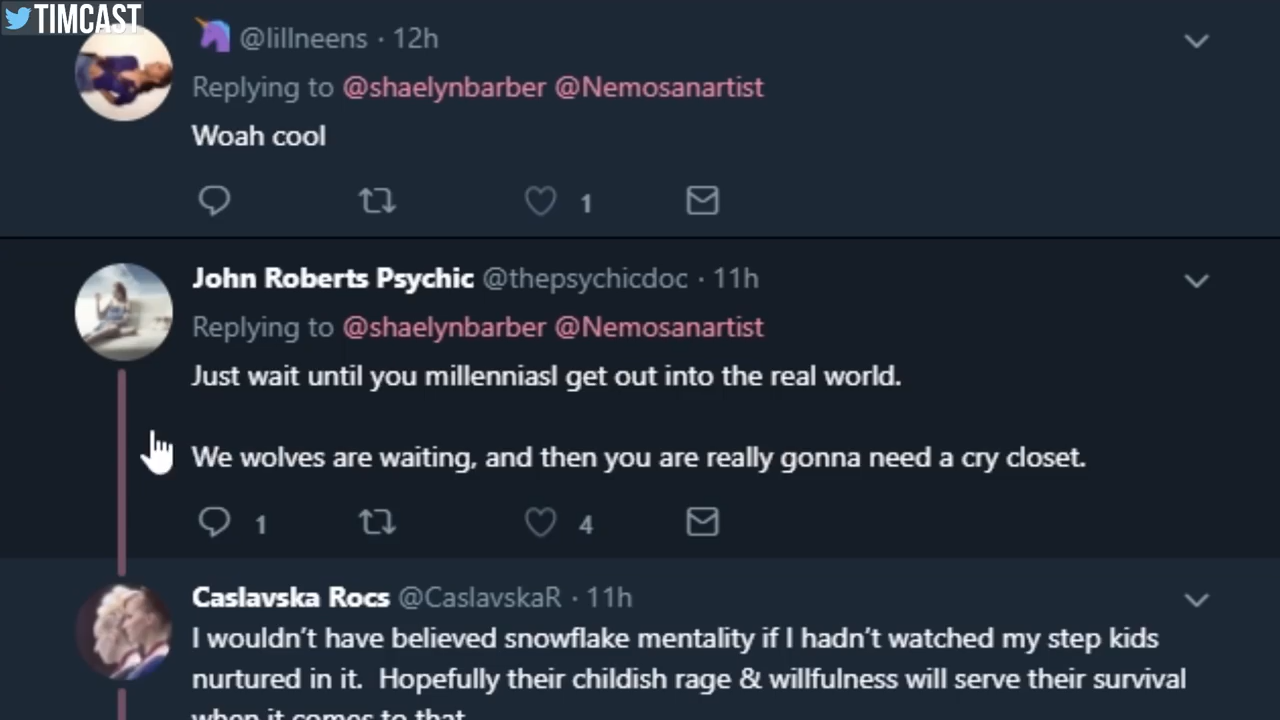 TIMCAST
@lillneens · 12h
Replying to @shaelynbarber @Nemosanartist
Woah cool
1
John Roberts Psychic @thepsychicdoc · 11h
Replying to @shaelynbarber @Nemosanartist
Just wait until you millenniasl get out into the real world.
We wolves are waiting, and then you are really gonna need a cry closet.
1 4
Caslavska Rocs @CaslavskaR · 11h
I wouldn't have believed snowflake mentality if I hadn't watched my step kids
nurtured in it. Hopefully their childish rage & willfulness will serve their survival
when it comes to that